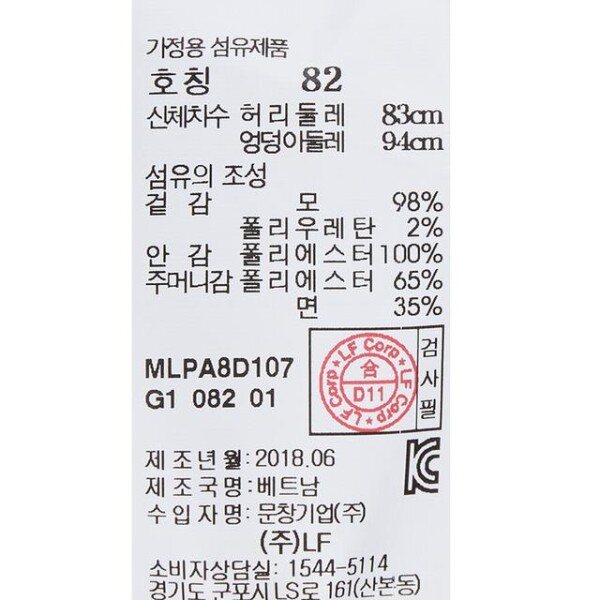 가정용 섬유제품
호칭 82
신체치수 허리둘레 83cm
엉덩이둘레 94cm
섬유의 조성
겉감 모 98%
폴리우레탄 2%
안감 폴리에스터 100%
주머니감 폴리에스터 65%
면 35%
MLPA8D107
G1 082 01
LF Corp ★ LF Corp ★ LF Corp ★
合
D11
검사필
제조년월:2018.06
제조국명:베트남
수입자명:문창기업(주)
(주)LF
소비자상담실: 1544-5114
경기도 군포시 LS로 161(산본동)